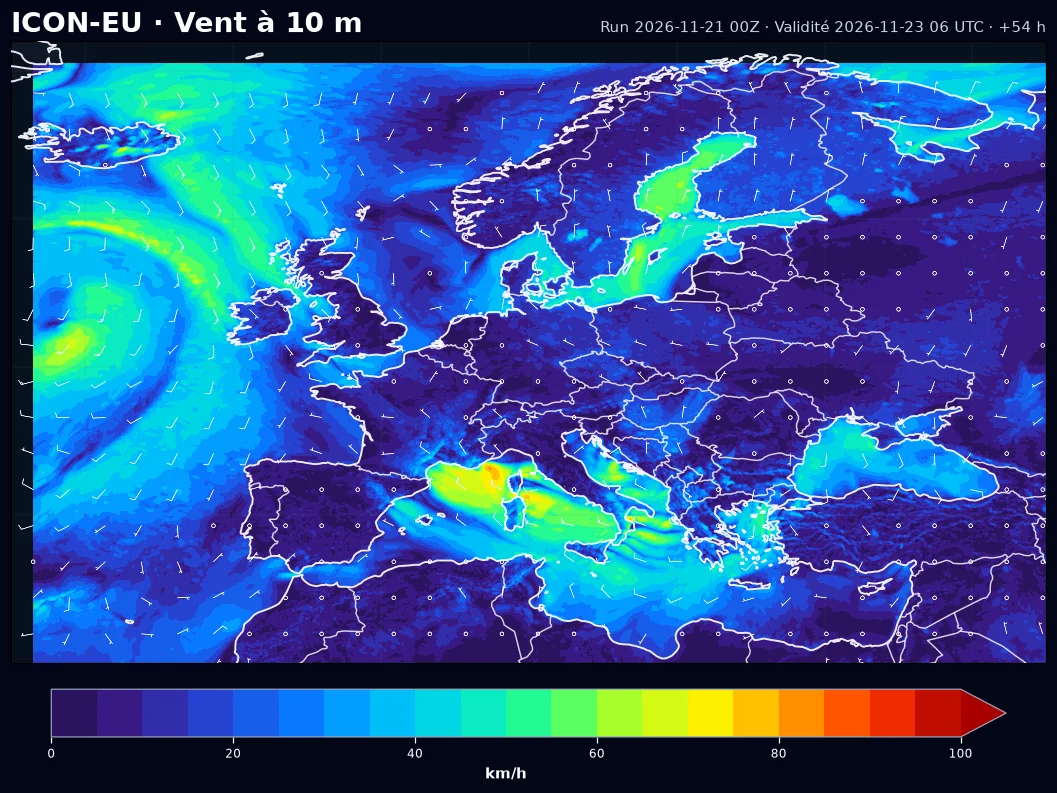 ICON-EU · Vent à 10 m
Run 2026-11-21 00Z · Validité 2026-11-23 06 UTC · +54 h
0 20 40 60 80 100
km/h